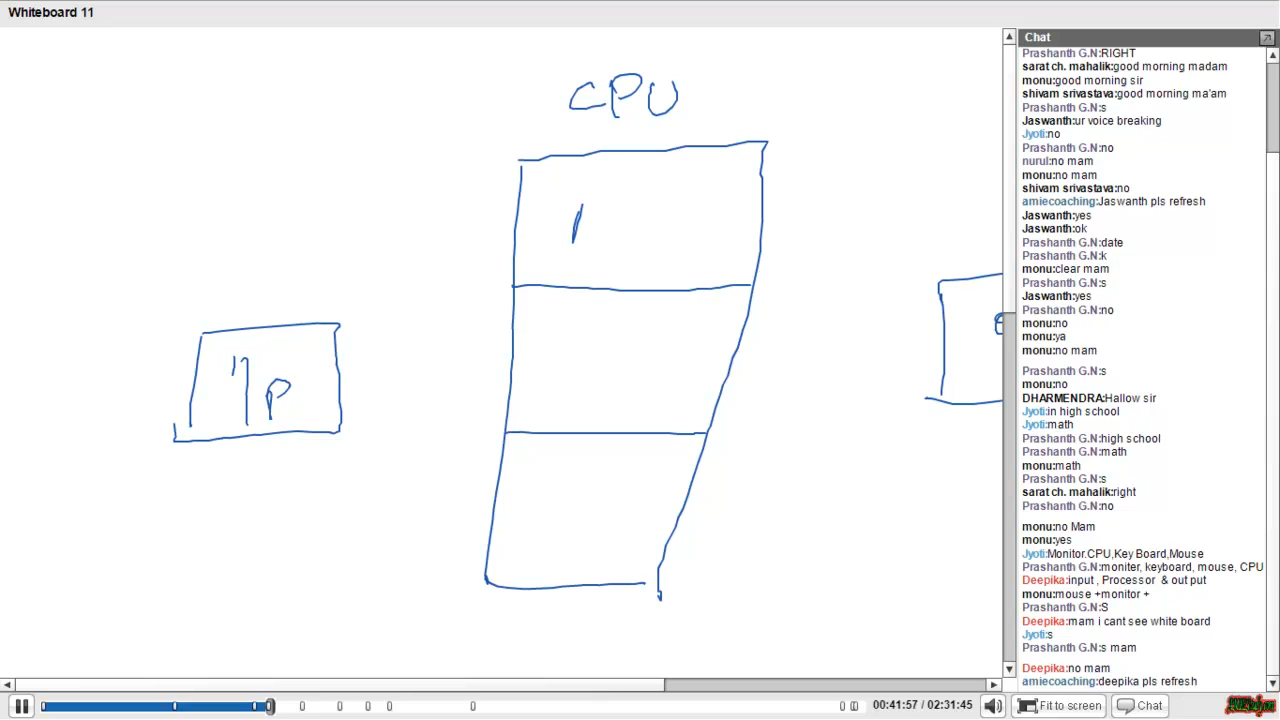 Whiteboard 11
CPU
I/P
Chat
Prashanth G.N:RIGHT
sarat ch. mahalik:good morning madam
monu:good morning sir
shivam srivastava:good morning ma'am
Prashanth G.N:s
Jaswanth:ur voice breaking
Jyoti:no
Prashanth G.N:no
nurul:no mam
monu:no mam
shivam srivastava:no
amiecoaching:Jaswanth pls refresh
Jaswanth:yes
Jaswanth:ok
Prashanth G.N:date
Prashanth G.N:k
monu:clear mam
Prashanth G.N:s
Jaswanth:yes
Prashanth G.N:no
monu:no
monu:ya
monu:no mam
Prashanth G.N:s
monu:no
DHARMENDRA:Hallow sir
Jyoti:in high school
Jyoti:math
Prashanth G.N:high school
Prashanth G.N:math
monu:math
Prashanth G.N:s
sarat ch. mahalik:right
Prashanth G.N:no
monu:no Mam
monu:yes
Jyoti:Monitor.CPU,Key Board,Mouse
Prashanth G.N:moniter, keyboard, mouse, CPU
Deepika:input , Processor & out put
monu:mouse +monitor +
Prashanth G.N:S
Deepika:mam i cant see white board
Jyoti:s
Prashanth G.N:s mam
Deepika:no mam
amiecoaching:deepika pls refresh
00:41:57 / 02:31:45
Fit to screen
Chat